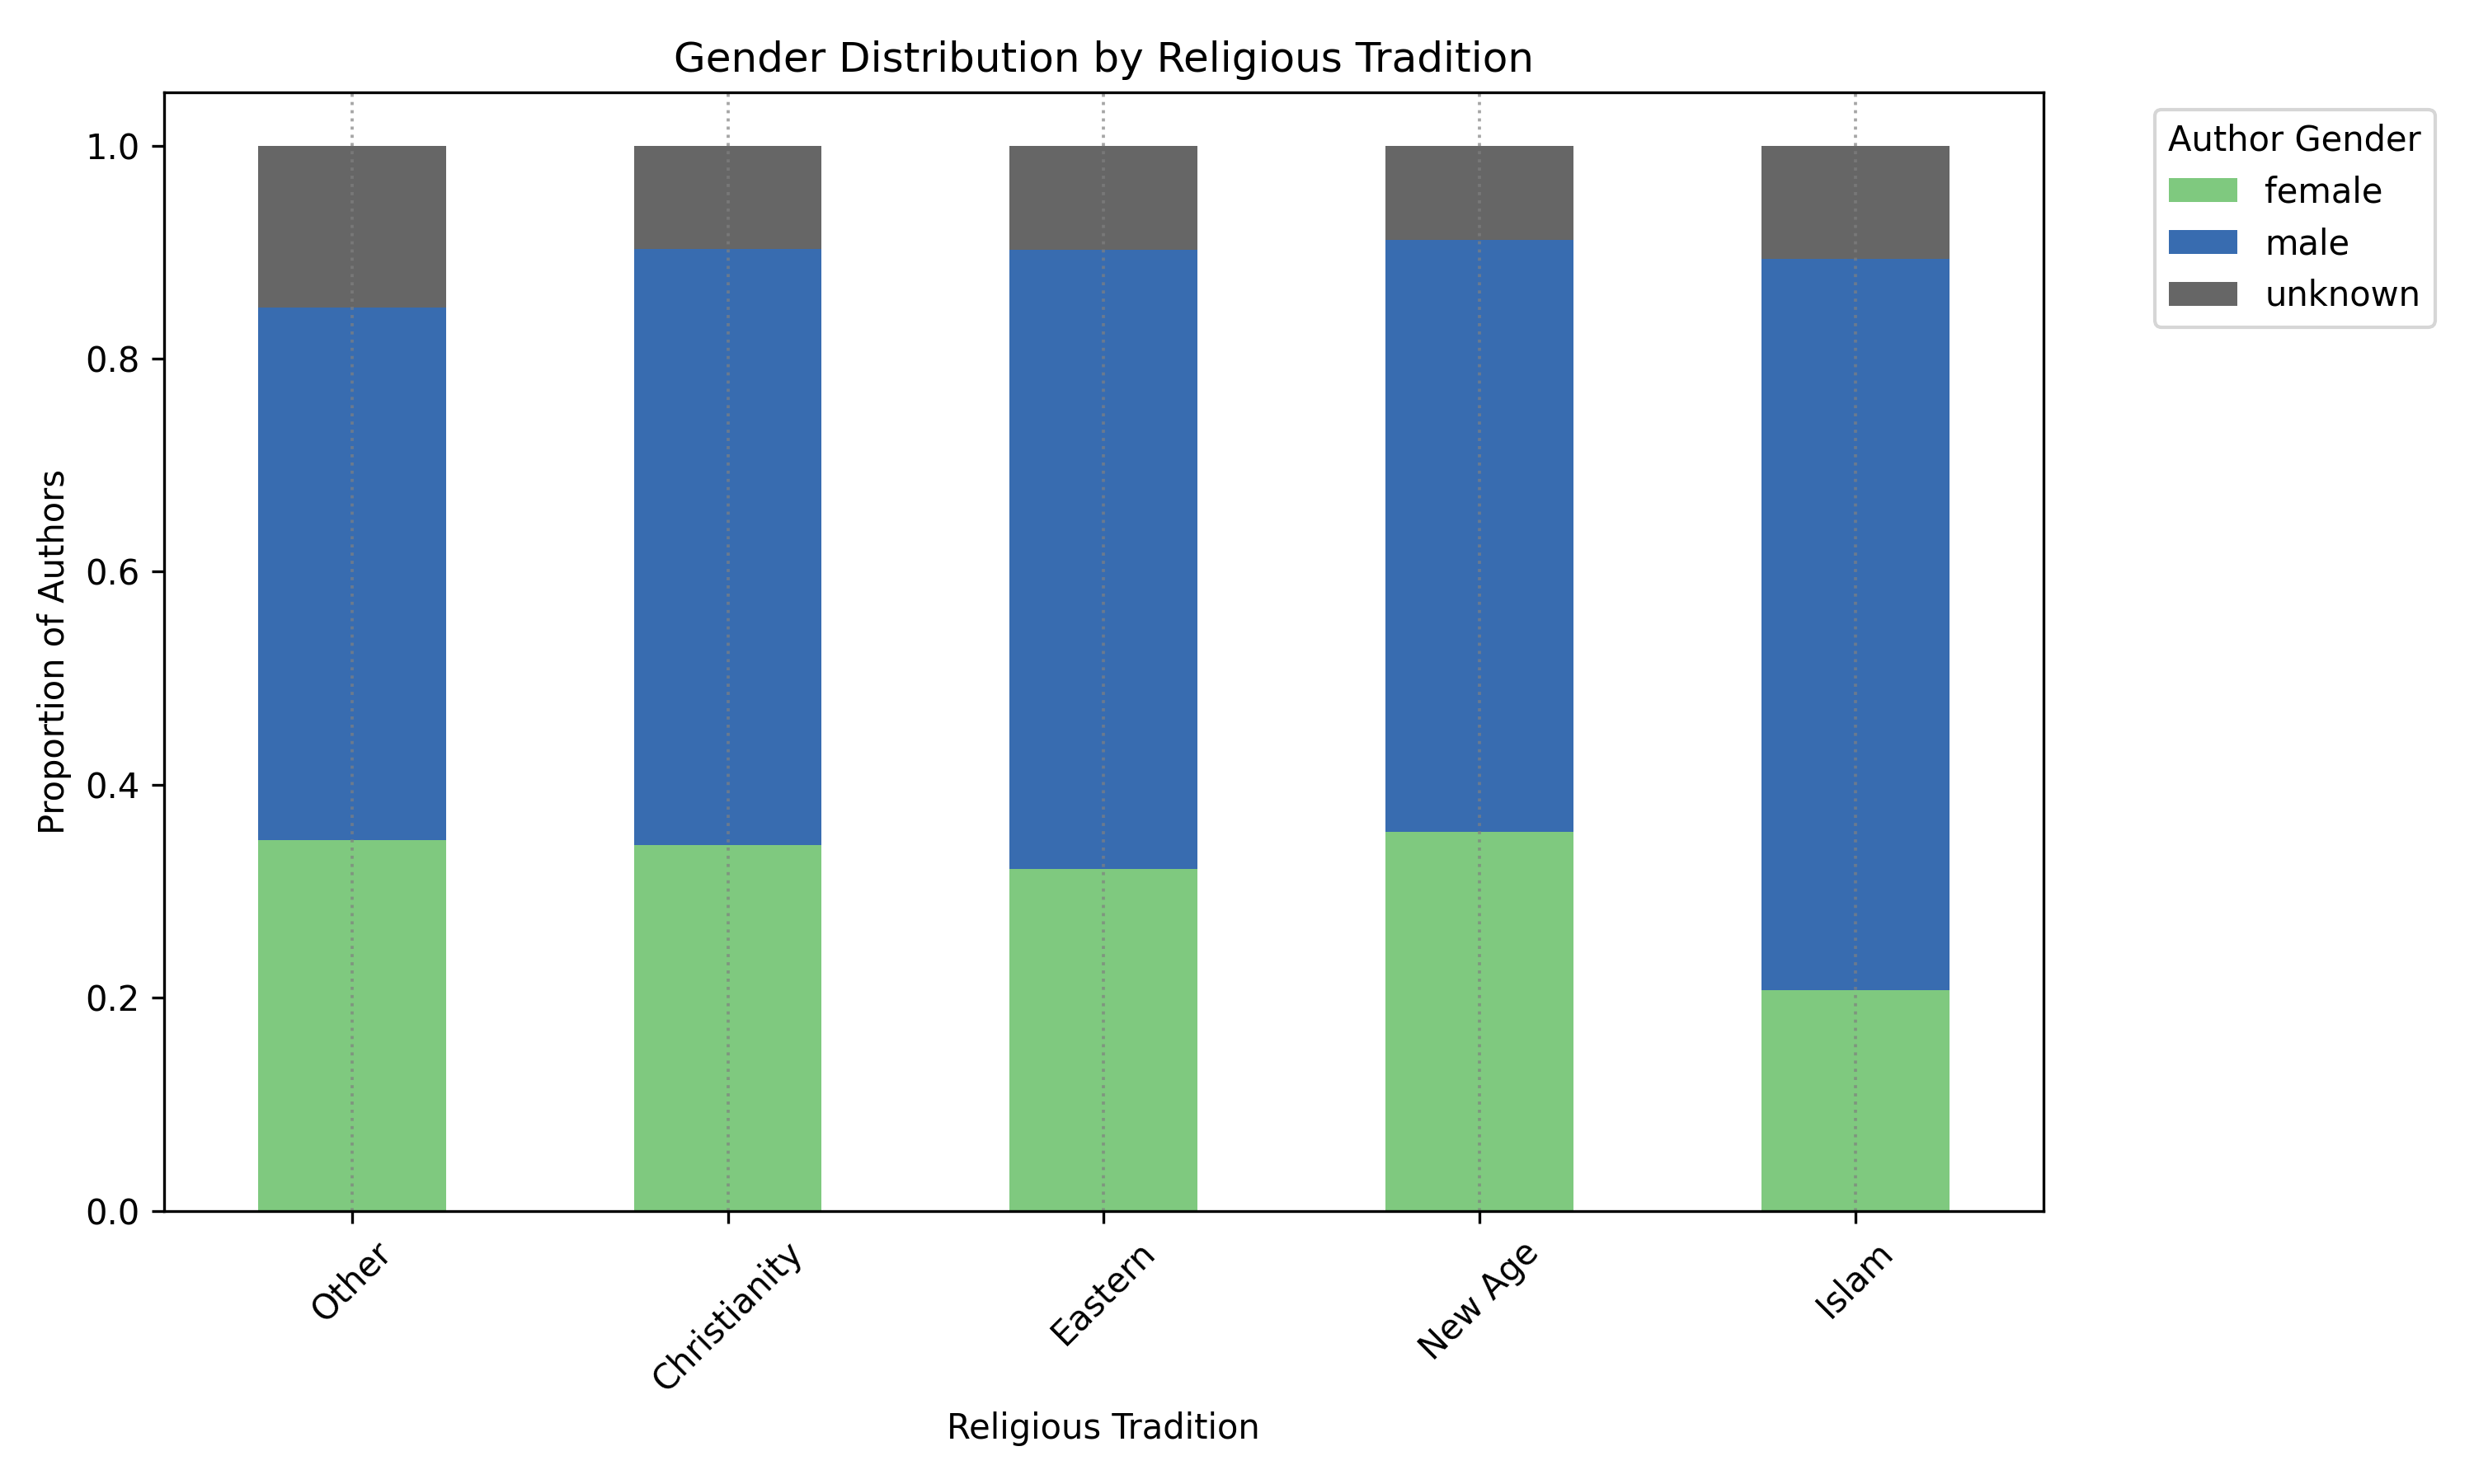 Gender Distribution by Religious Tradition
Author Gender
female
male
unknown
Proportion of Authors
1.0
0.8
0.6
0.4
0.2
0.0
Other
Christianity
Eastern
New Age
Islam
Religious Tradition